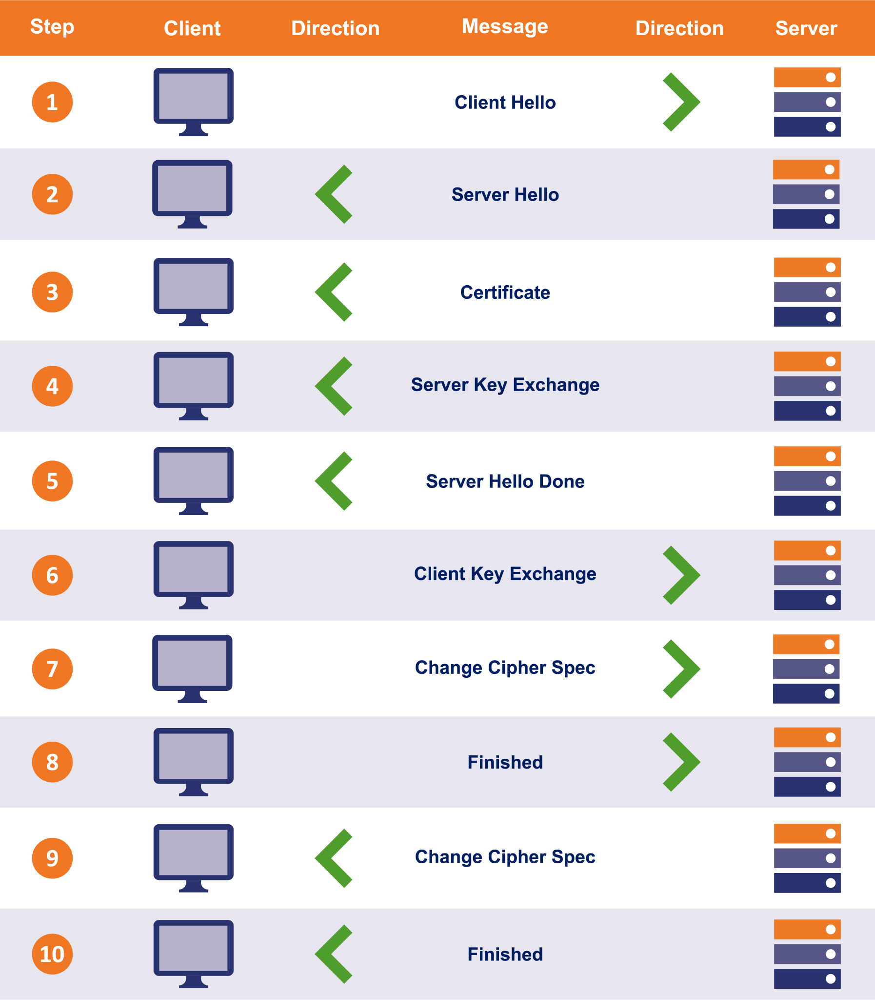 Step Client Direction Message Direction Server
1 Client Hello
2 Server Hello
3 Certificate
4 Server Key Exchange
5 Server Hello Done
6 Client Key Exchange
7 Change Cipher Spec
8 Finished
9 Change Cipher Spec
10 Finished